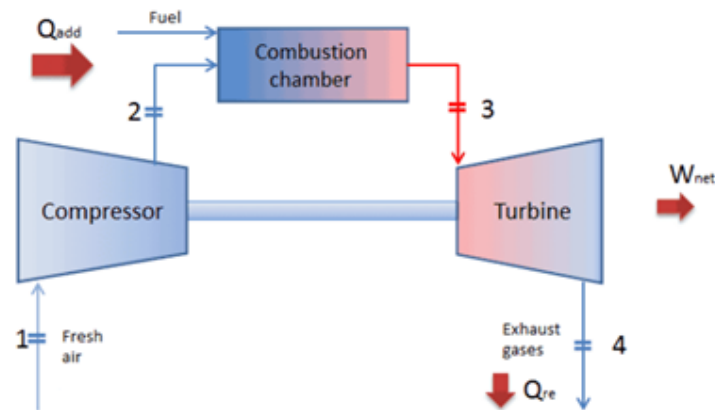 Qadd
Fuel
Combustion
chamber
2
3
Compressor
Turbine
Wnet
1
Fresh
air
Exhaust
gases
4
Qre